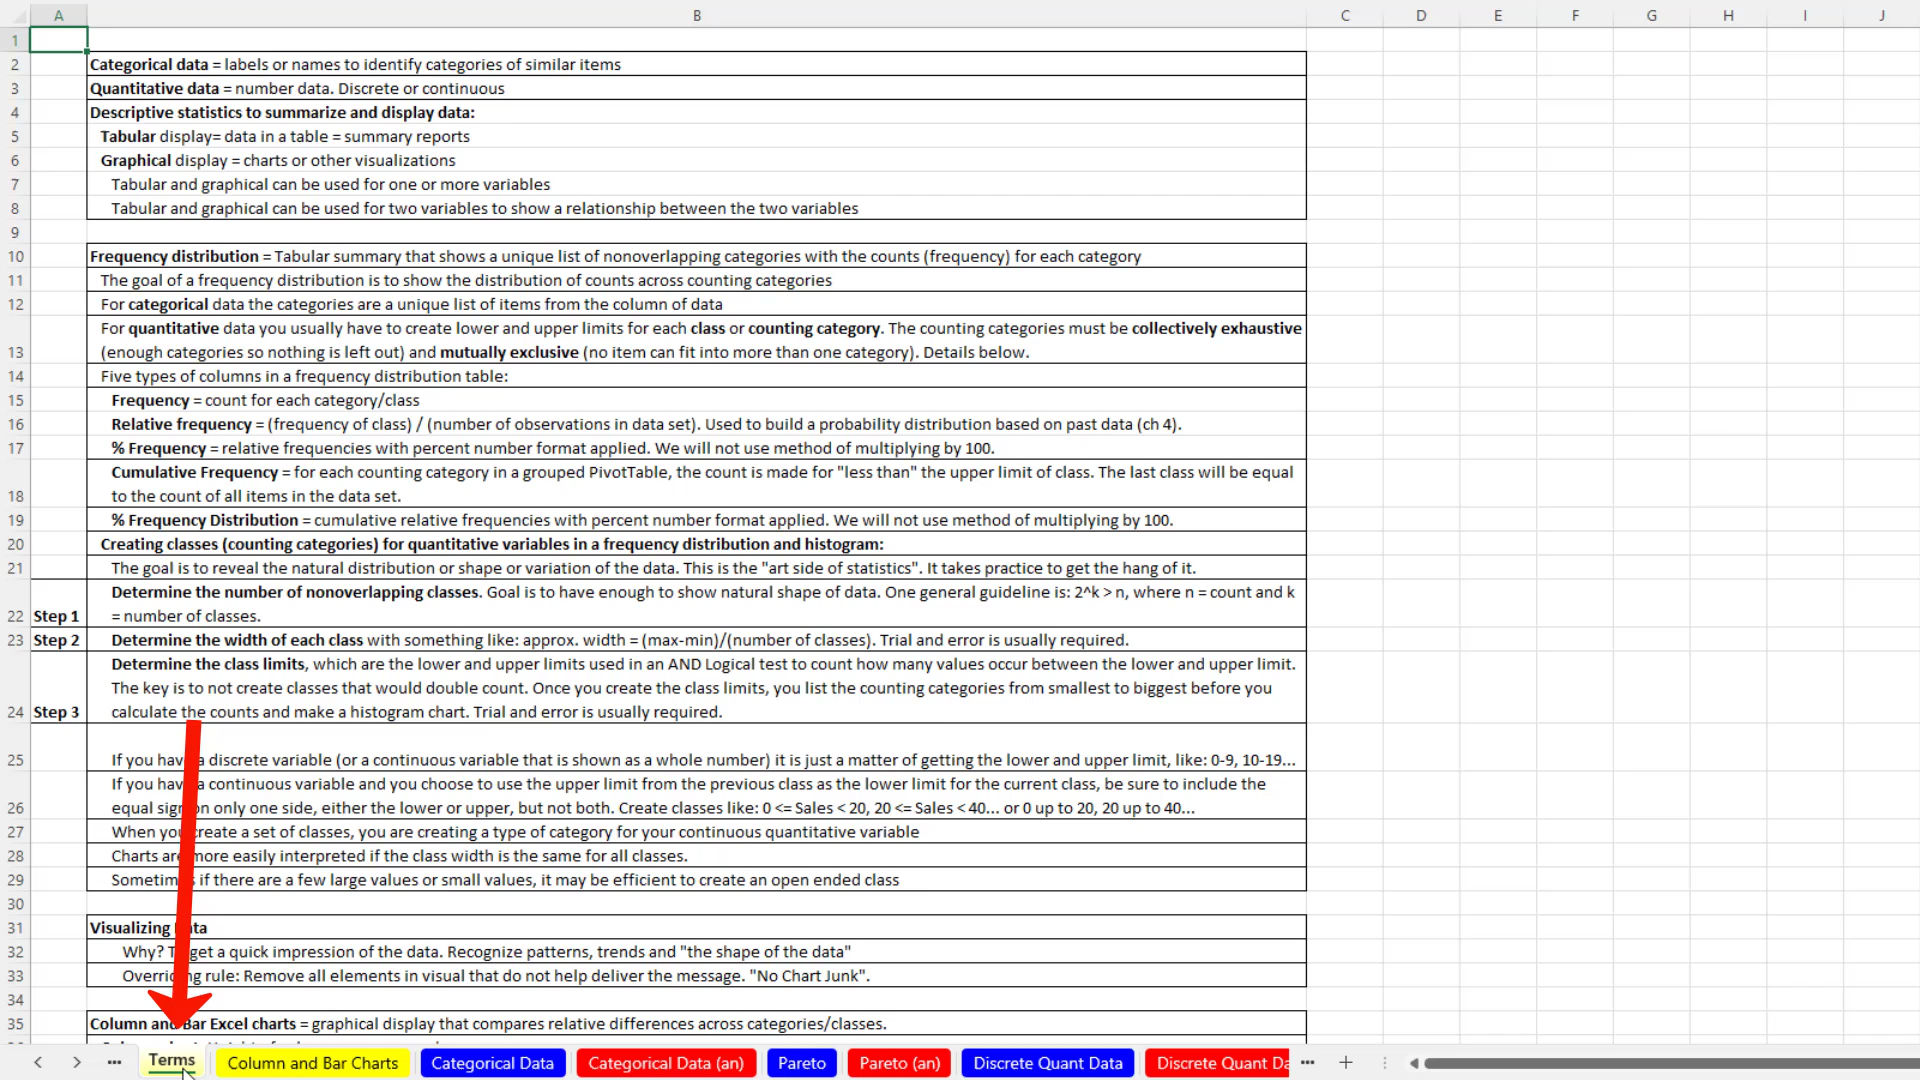 A B C D E F G H I J
1
2 Categorical data = labels or names to identify categories of similar items
3 Quantitative data = number data. Discrete or continuous
4 Descriptive statistics to summarize and display data:
5 Tabular display= data in a table = summary reports
6 Graphical display = charts or other visualizations
7 Tabular and graphical can be used for one or more variables
8 Tabular and graphical can be used for two variables to show a relationship between the two variables
9
10 Frequency distribution = Tabular summary that shows a unique list of nonoverlapping categories with the counts (frequency) for each category
11 The goal of a frequency distribution is to show the distribution of counts across counting categories
12 For categorical data the categories are a unique list of items from the column of data
For quantitative data you usually have to create lower and upper limits for each class or counting category. The counting categories must be collectively exhaustive
13 (enough categories so nothing is left out) and mutually exclusive (no item can fit into more than one category). Details below.
14 Five types of columns in a frequency distribution table:
15 Frequency = count for each category/class
16 Relative frequency = (frequency of class) / (number of observations in data set). Used to build a probability distribution based on past data (ch 4).
17 % Frequency = relative frequencies with percent number format applied. We will not use method of multiplying by 100.
Cumulative Frequency = for each counting category in a grouped PivotTable, the count is made for "less than" the upper limit of class. The last class will be equal
18 to the count of all items in the data set.
19 % Frequency Distribution = cumulative relative frequencies with percent number format applied. We will not use method of multiplying by 100.
20 Creating classes (counting categories) for quantitative variables in a frequency distribution and histogram:
21 The goal is to reveal the natural distribution or shape or variation of the data. This is the "art side of statistics". It takes practice to get the hang of it.
Determine the number of nonoverlapping classes. Goal is to have enough to show natural shape of data. One general guideline is: 2^k > n, where n = count and k
22 Step 1 = number of classes.
23 Step 2 Determine the width of each class with something like: approx. width = (max-min)/(number of classes). Trial and error is usually required.
Determine the class limits, which are the lower and upper limits used in an AND Logical test to count how many values occur between the lower and upper limit.
The key is to not create classes that would double count. Once you create the class limits, you list the counting categories from smallest to biggest before you
24 Step 3 calculate the counts and make a histogram chart. Trial and error is usually required.
25 If you have a discrete variable (or a continuous variable that is shown as a whole number) it is just a matter of getting the lower and upper limit, like: 0-9, 10-19...
If you have a continuous variable and you choose to use the upper limit from the previous class as the lower limit for the current class, be sure to include the
26 equal sign on only one side, either the lower or upper, but not both. Create classes like: 0 <= Sales < 20, 20 <= Sales < 40... or 0 up to 20, 20 up to 40...
27 When you create a set of classes, you are creating a type of category for your continuous quantitative variable
28 Charts are more easily interpreted if the class width is the same for all classes.
29 Sometimes if there are a few large values or small values, it may be efficient to create an open ended class
30
31 Visualizing Data
32 Why? To get a quick impression of the data. Recognize patterns, trends and "the shape of the data"
33 Overriding rule: Remove all elements in visual that do not help deliver the message. "No Chart Junk".
34
35 Column and Bar Excel charts = graphical display that compares relative differences across categories/classes.
Terms Column and Bar Charts Categorical Data Categorical Data (an) Pareto Pareto (an) Discrete Quant Data Discrete Quant Da